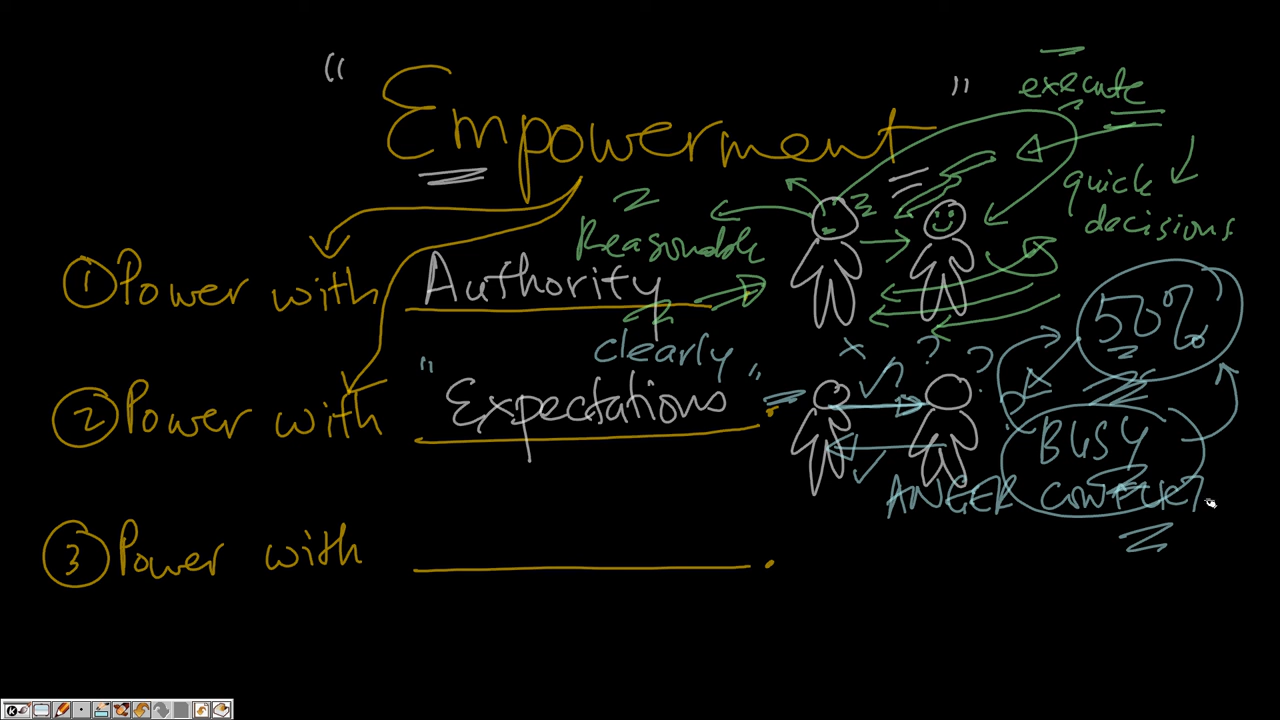 " Empowerment "
execute
quick
decisions
Reasonable
① Power with Authority
clearly
50%
② Power with "Expectations".
BUSY
ANGER CONFLICT
③ Power with ____.